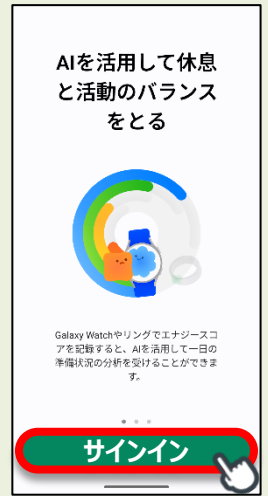 AIを活用して休息
と活動のバランス
をとる
Galaxy Watchやリングでエナジースコ
アを記録すると、AIを活用して一日の
準備状況の分析を受けることができま
す。
サインイン